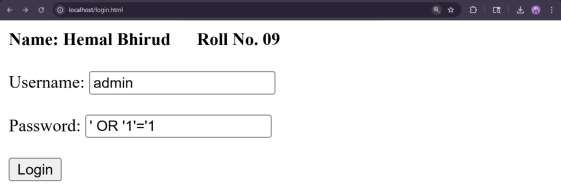 localhost/login.html
Name: Hemal Bhirud Roll No. 09
Username: admin
Password: ' OR '1'='1
Login